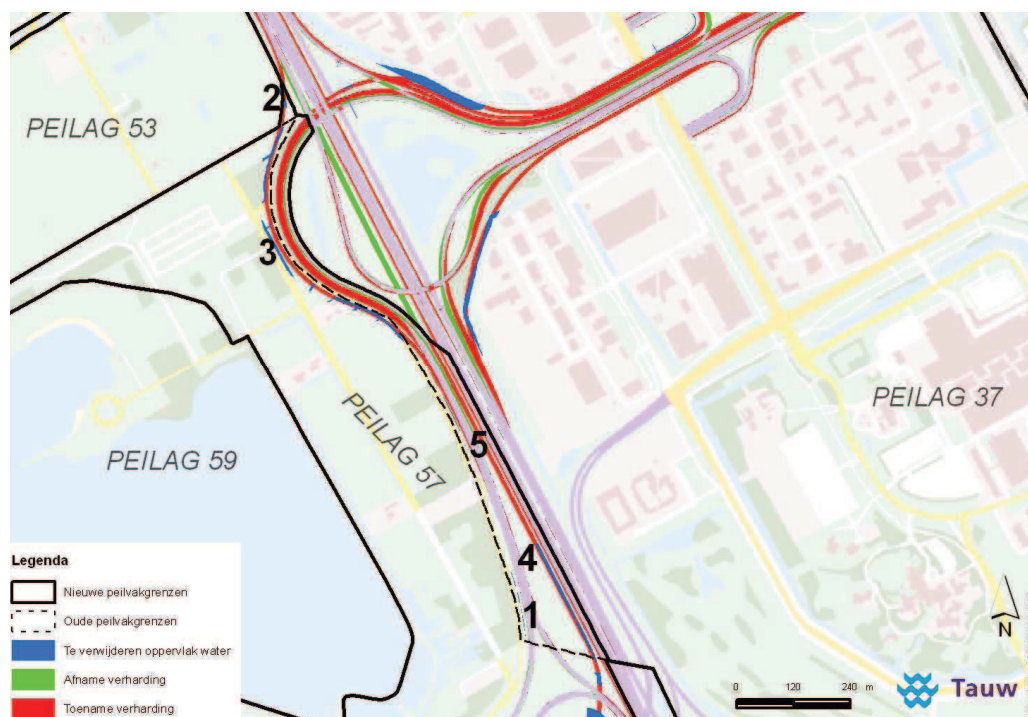 2
PEILAG 53
3
PEILAG 57
PEILAG 37
PEILAG 59
5
4
1
Legenda
Nieuwe peilvakgrenzen
Oude peilvakgrenzen
Te verwijderen oppervlak water
Afname verharding
Toename verharding
N
0 120 240 m
Tauw